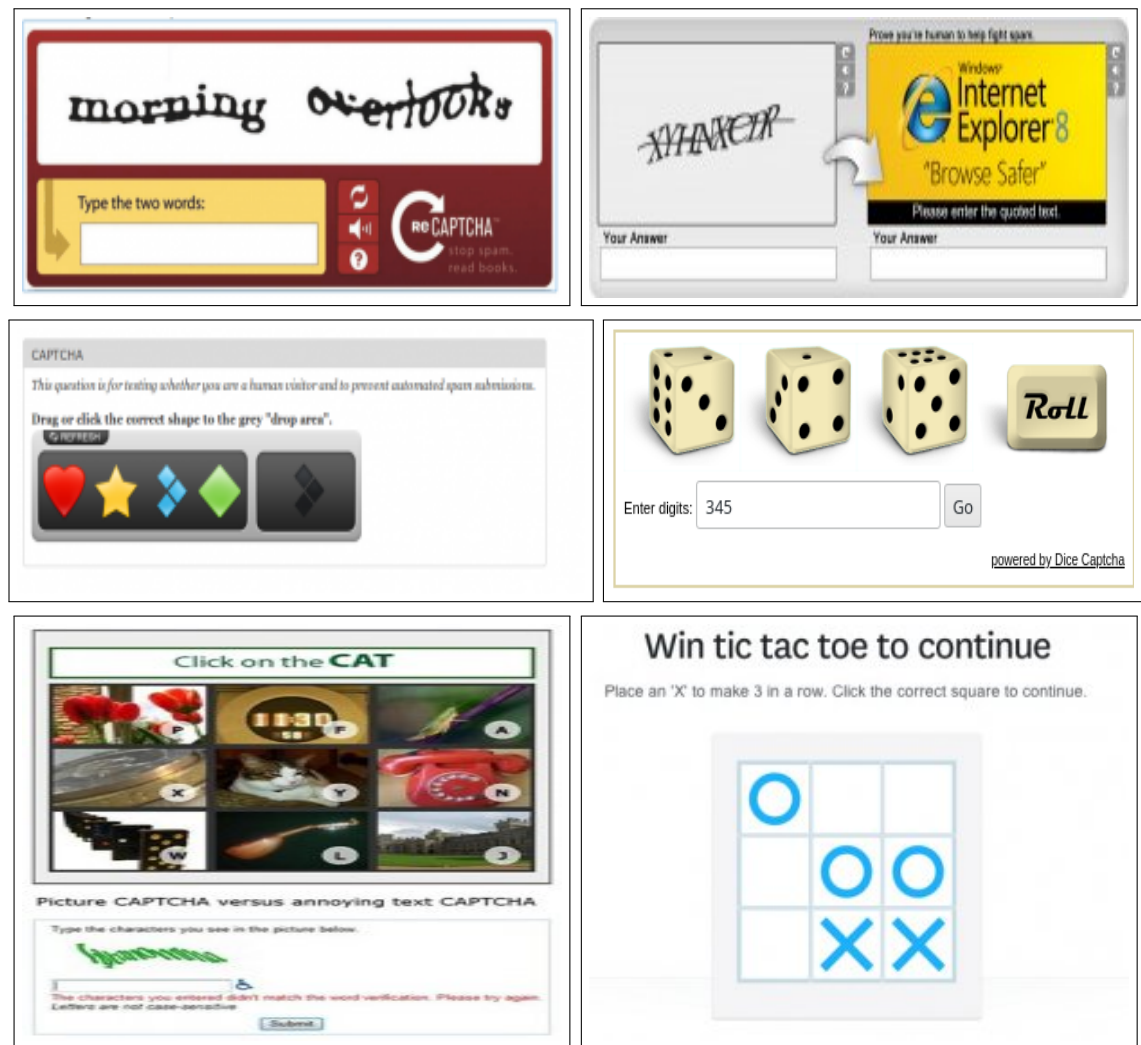 morning overlooks
Type the two words:
reCAPTCHA™
stop spam.
read books.
Prove you're human to help fight spam.
Windows®
Internet
Explorer 8
"Browse Safer"
Please enter the quoted text.
Your Answer
Your Answer
CAPTCHA
This question is for testing whether you are a human visitor and to prevent automated spam submissions.
Drag or click the correct shape to the grey "drop area".
REFRESH
Roll
Enter digits: 345 Go
powered by Dice Captcha
Click on the CAT
P F A
11:30
58
X Y N
W L J
Picture CAPTCHA versus annoying text CAPTCHA
Type the characters you see in the picture below.
The characters you entered didn't match the word verification. Please try again.
Letters are not case-sensitive
Submit
Win tic tac toe to continue
Place an 'X' to make 3 in a row. Click the correct square to continue.
O
O O
X X